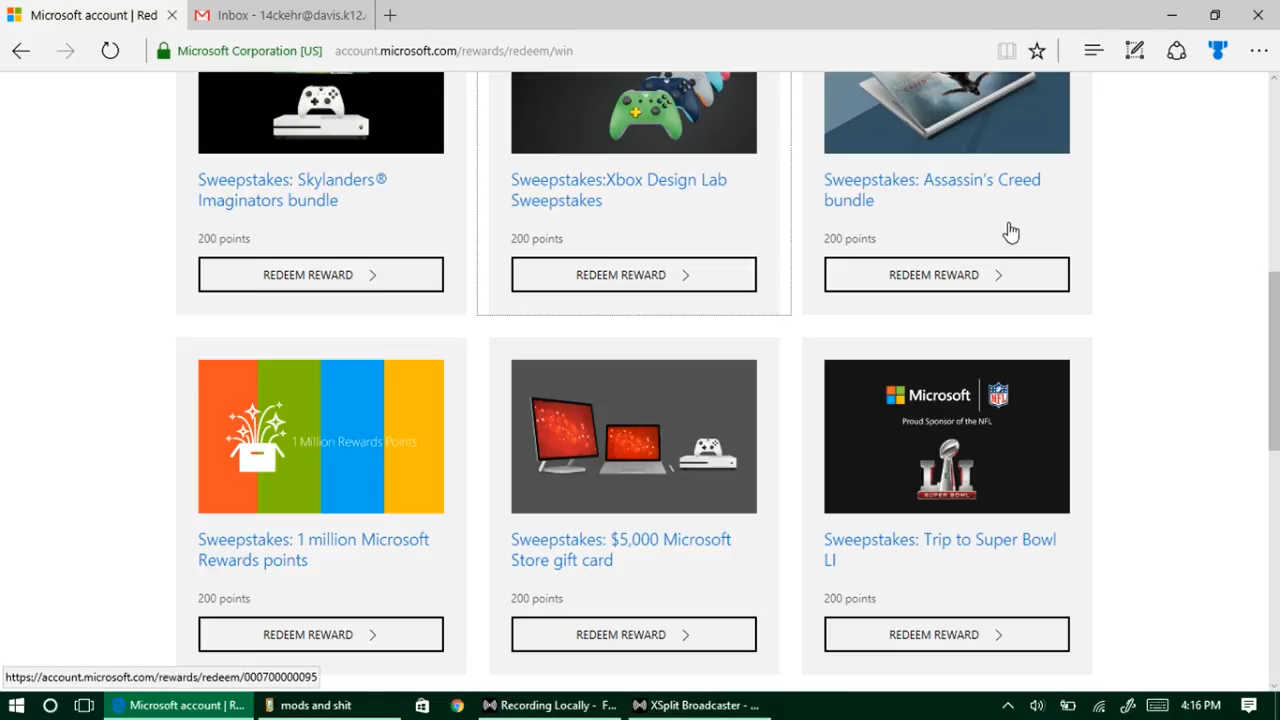 Microsoft account | Red
Inbox - 14ckehr@davis.k12.
Microsoft Corporation [US]
account.microsoft.com/rewards/redeem/win
Sweepstakes: Skylanders®
Imaginators bundle
200 points
REDEEM REWARD
Sweepstakes:Xbox Design Lab
Sweepstakes
200 points
REDEEM REWARD
Sweepstakes: Assassin's Creed
bundle
200 points
REDEEM REWARD
1 Million Rewards Points
Sweepstakes: 1 million Microsoft
Rewards points
200 points
REDEEM REWARD
Sweepstakes: $5,000 Microsoft
Store gift card
200 points
REDEEM REWARD
Microsoft
NFL
Proud Sponsor of the NFL
LI
SUPER BOWL
Sweepstakes: Trip to Super Bowl
LI
200 points
REDEEM REWARD
https://account.microsoft.com/rewards/redeem/000700000095
Microsoft account | R...
mods and shit
Recording Locally - F...
XSplit Broadcaster - ...
4:16 PM